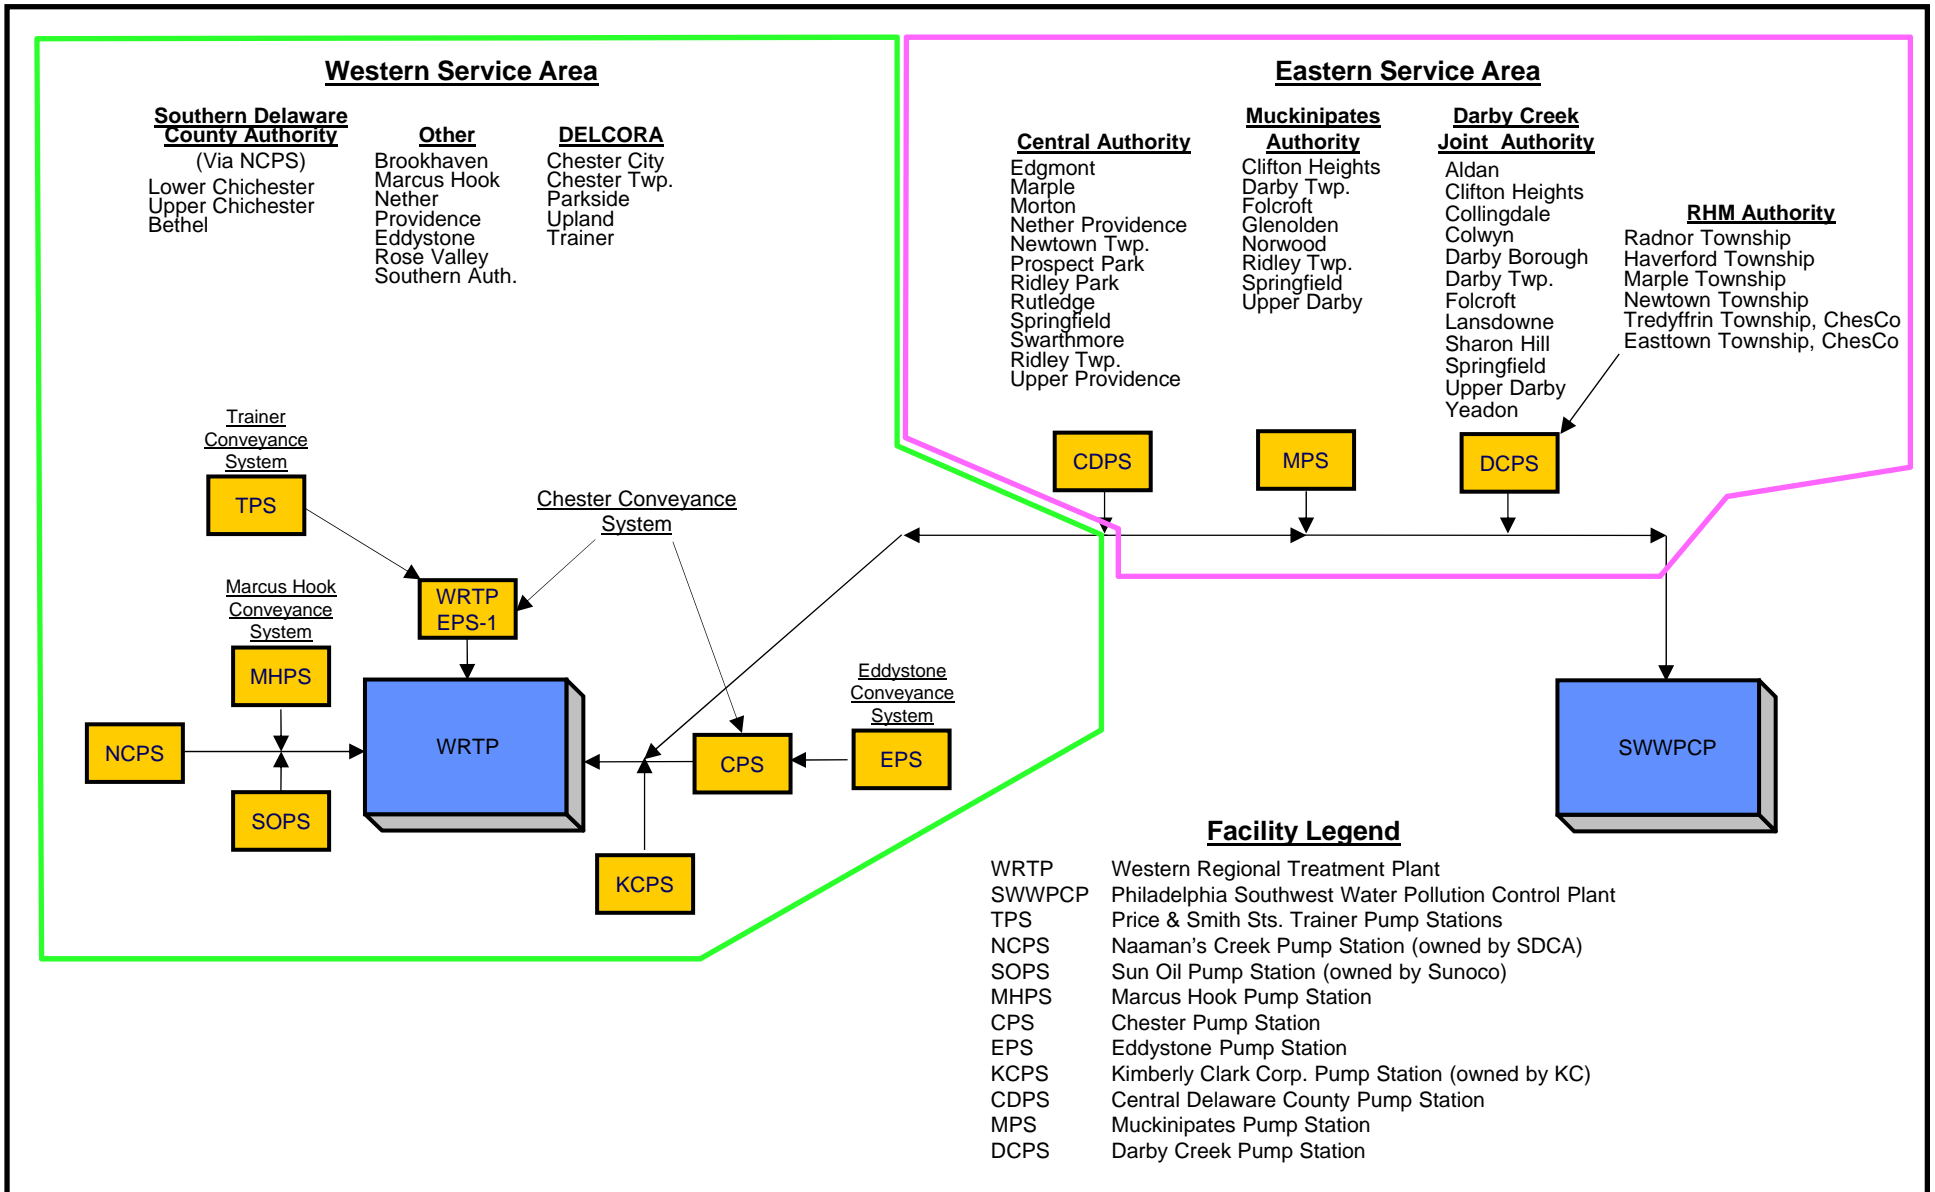 Western Service Area
Southern Delaware
County Authority
(Via NCPS)
Lower Chichester
Upper Chichester
Bethel
Other
Brookhaven
Marcus Hook
Nether
Providence
Eddystone
Rose Valley
Southern Auth.
DELCORA
Chester City
Chester Twp.
Parkside
Upland
Trainer
Eastern Service Area
Central Authority
Edgmont
Marple
Morton
Nether Providence
Newtown Twp.
Prospect Park
Ridley Park
Rutledge
Springfield
Swarthmore
Ridley Twp.
Upper Providence
Muckinipates
Authority
Clifton Heights
Darby Twp.
Folcroft
Glenolden
Norwood
Ridley Twp.
Springfield
Upper Darby
Darby Creek
Joint Authority
Aldan
Clifton Heights
Collingdale
Colwyn
Darby Borough
Darby Twp.
Folcroft
Lansdowne
Sharon Hill
Springfield
Upper Darby
Yeadon
RHM Authority
Radnor Township
Haverford Township
Marple Township
Newtown Township
Tredyffrin Township, ChesCo
Easttown Township, ChesCo
Trainer
Conveyance
System
TPS
Chester Conveyance
System
CDPS
MPS
DCPS
Marcus Hook
Conveyance
System
MHPS
WRTP
EPS-1
NCPS
SOPS
WRTP
KCPS
CPS
Eddystone
Conveyance
System
EPS
SWWPCP
Facility Legend
WRTP Western Regional Treatment Plant
SWWPCP Philadelphia Southwest Water Pollution Control Plant
TPS Price & Smith Sts. Trainer Pump Stations
NCPS Naaman's Creek Pump Station (owned by SDCA)
SOPS Sun Oil Pump Station (owned by Sunoco)
MHPS Marcus Hook Pump Station
CPS Chester Pump Station
EPS Eddystone Pump Station
KCPS Kimberly Clark Corp. Pump Station (owned by KC)
CDPS Central Delaware County Pump Station
MPS Muckinipates Pump Station
DCPS Darby Creek Pump Station